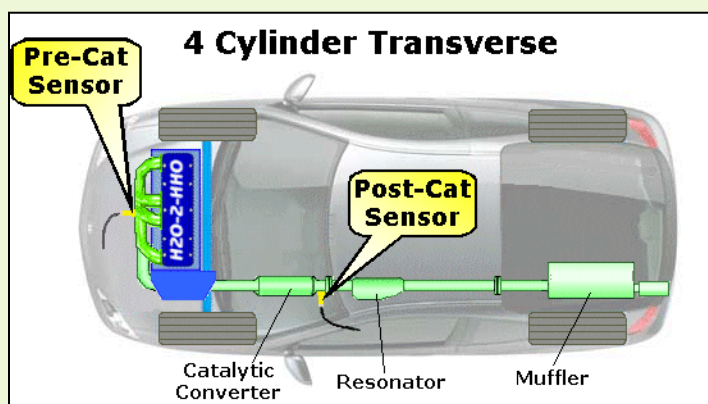 4 Cylinder Transverse
Pre-Cat
Sensor
H2O-2-HHO
Post-Cat
Sensor
Catalytic
Converter
Resonator
Muffler